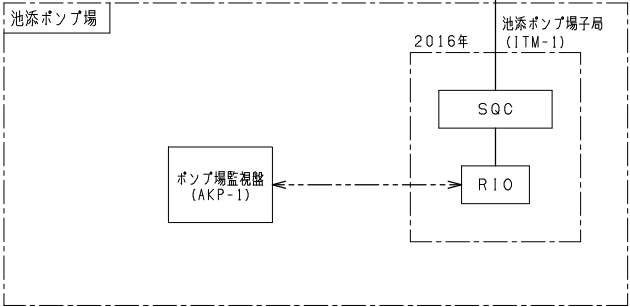 池添ポンプ場
池添ポンプ場子局
(ITM-1)
2016年
SQC
RIO
ポンプ場監視盤
(AKP-1)